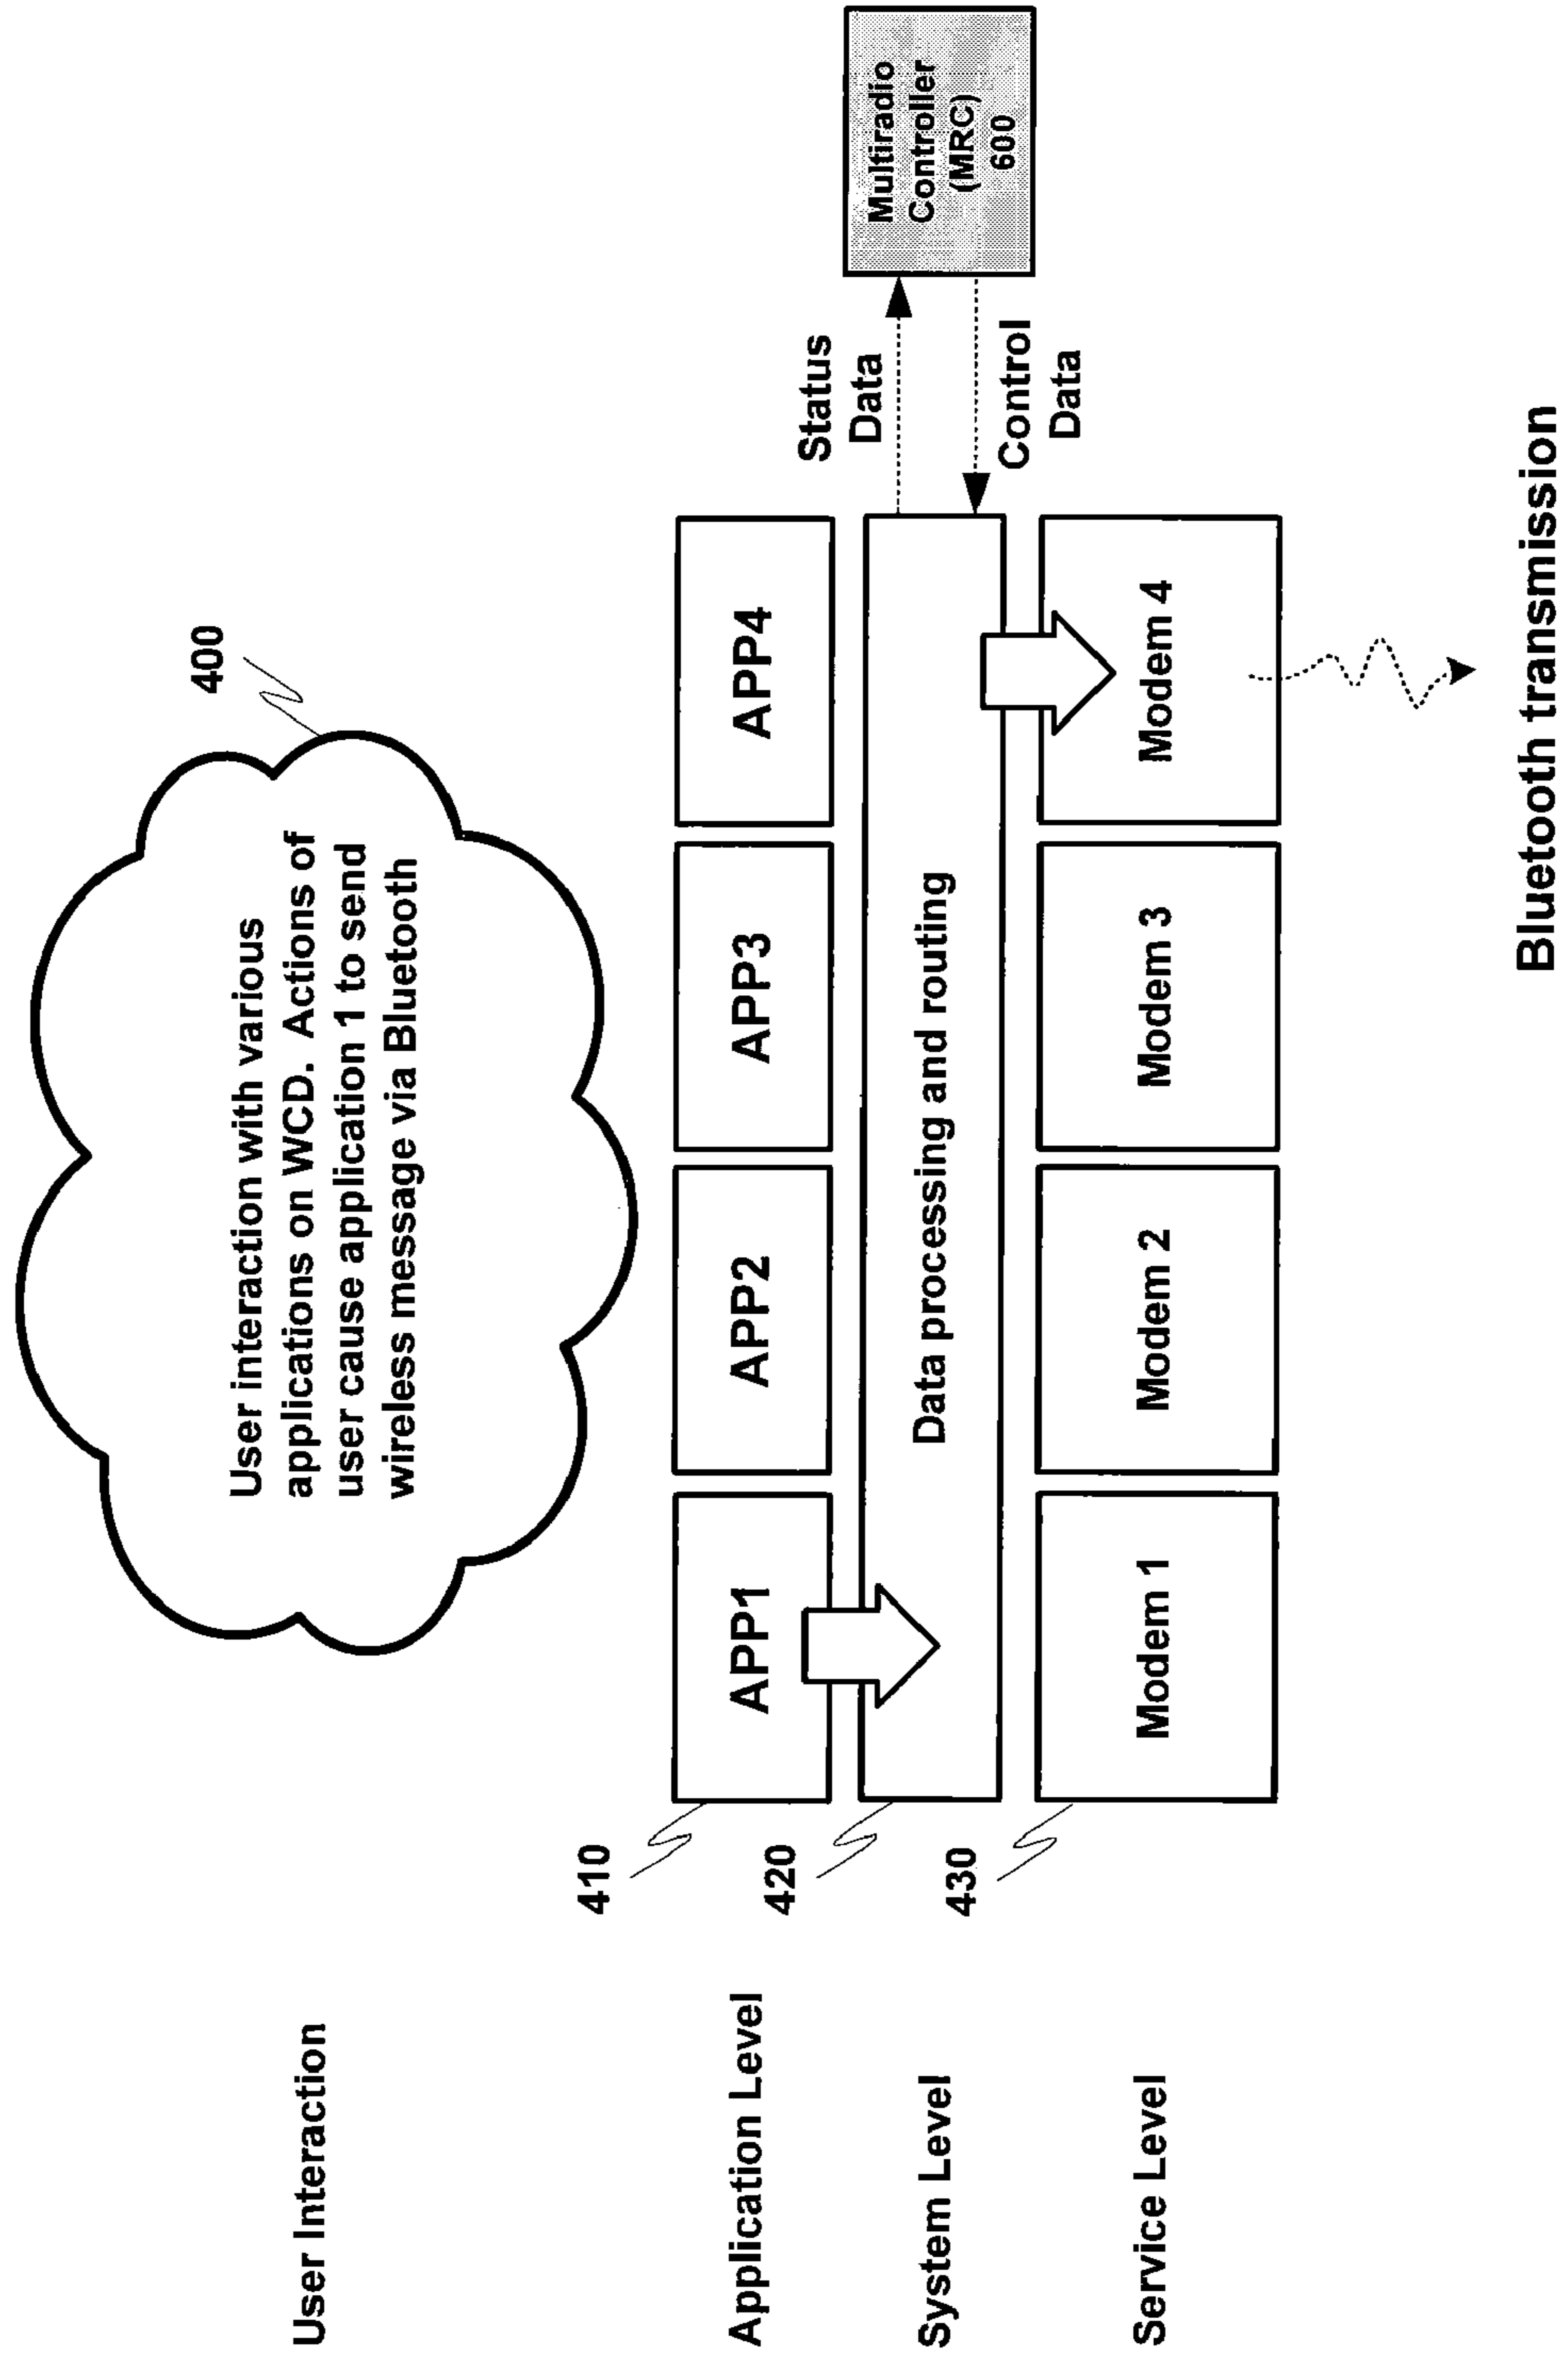 400
User interaction with various
applications on WCD. Actions of
user cause application 1 to send
wireless message via Bluetooth
User Interaction
410
Application Level
APP1
APP2
APP3
APP4
420
System Level
Data processing and routing
Status
Data
Control
Data
Multiradio
Controller
(MRC)
600
430
Service Level
Modem 1
Modem 2
Modem 3
Modem 4
Bluetooth transmission